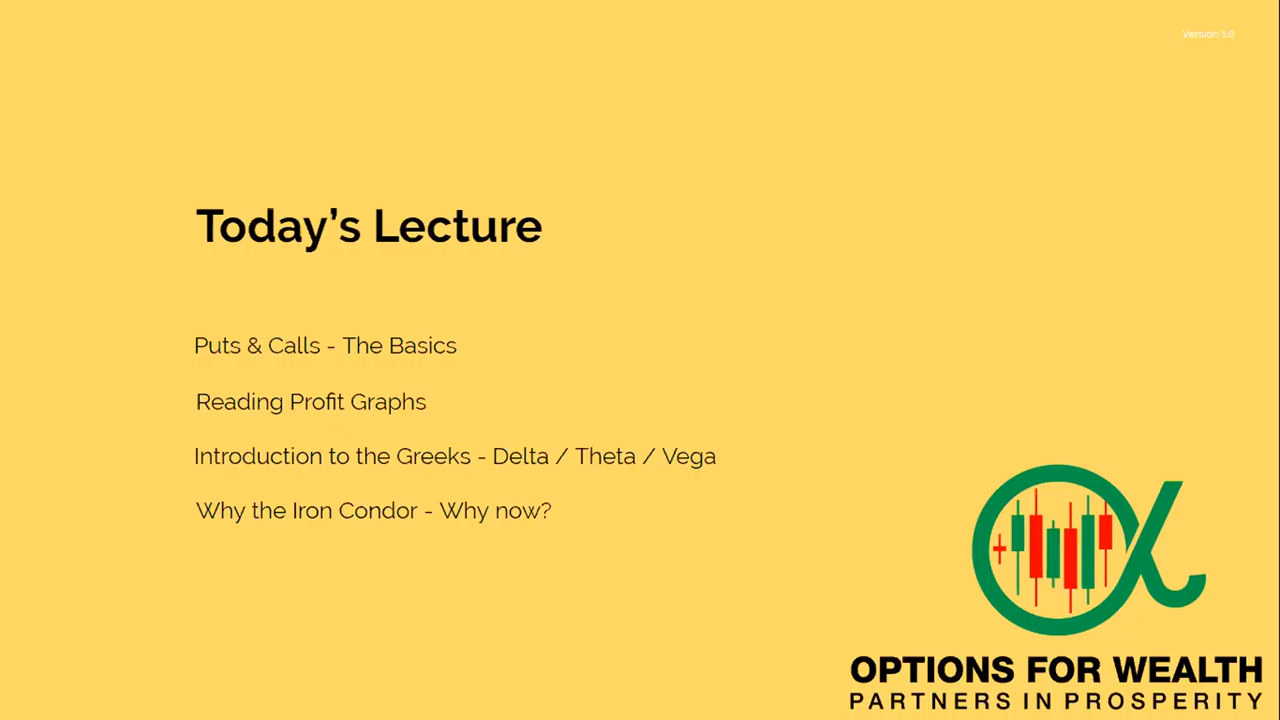 Version 1.0
Today's Lecture
Puts & Calls - The Basics
Reading Profit Graphs
Introduction to the Greeks - Delta / Theta / Vega
Why the Iron Condor - Why now?
OPTIONS FOR WEALTH
PARTNERS IN PROSPERITY